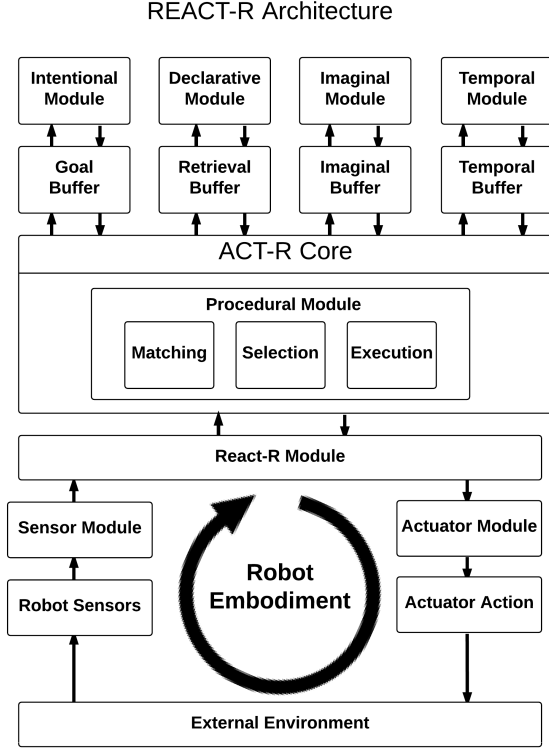 REACT-R Architecture
Intentional
Module
Declarative
Module
Imaginal
Module
Temporal
Module
Goal
Buffer
Retrieval
Buffer
Imaginal
Buffer
Temporal
Buffer
ACT-R Core
Procedural Module
Matching
Selection
Execution
React-R Module
Sensor Module
Actuator Module
Robot
Embodiment
Robot Sensors
Actuator Action
External Environment